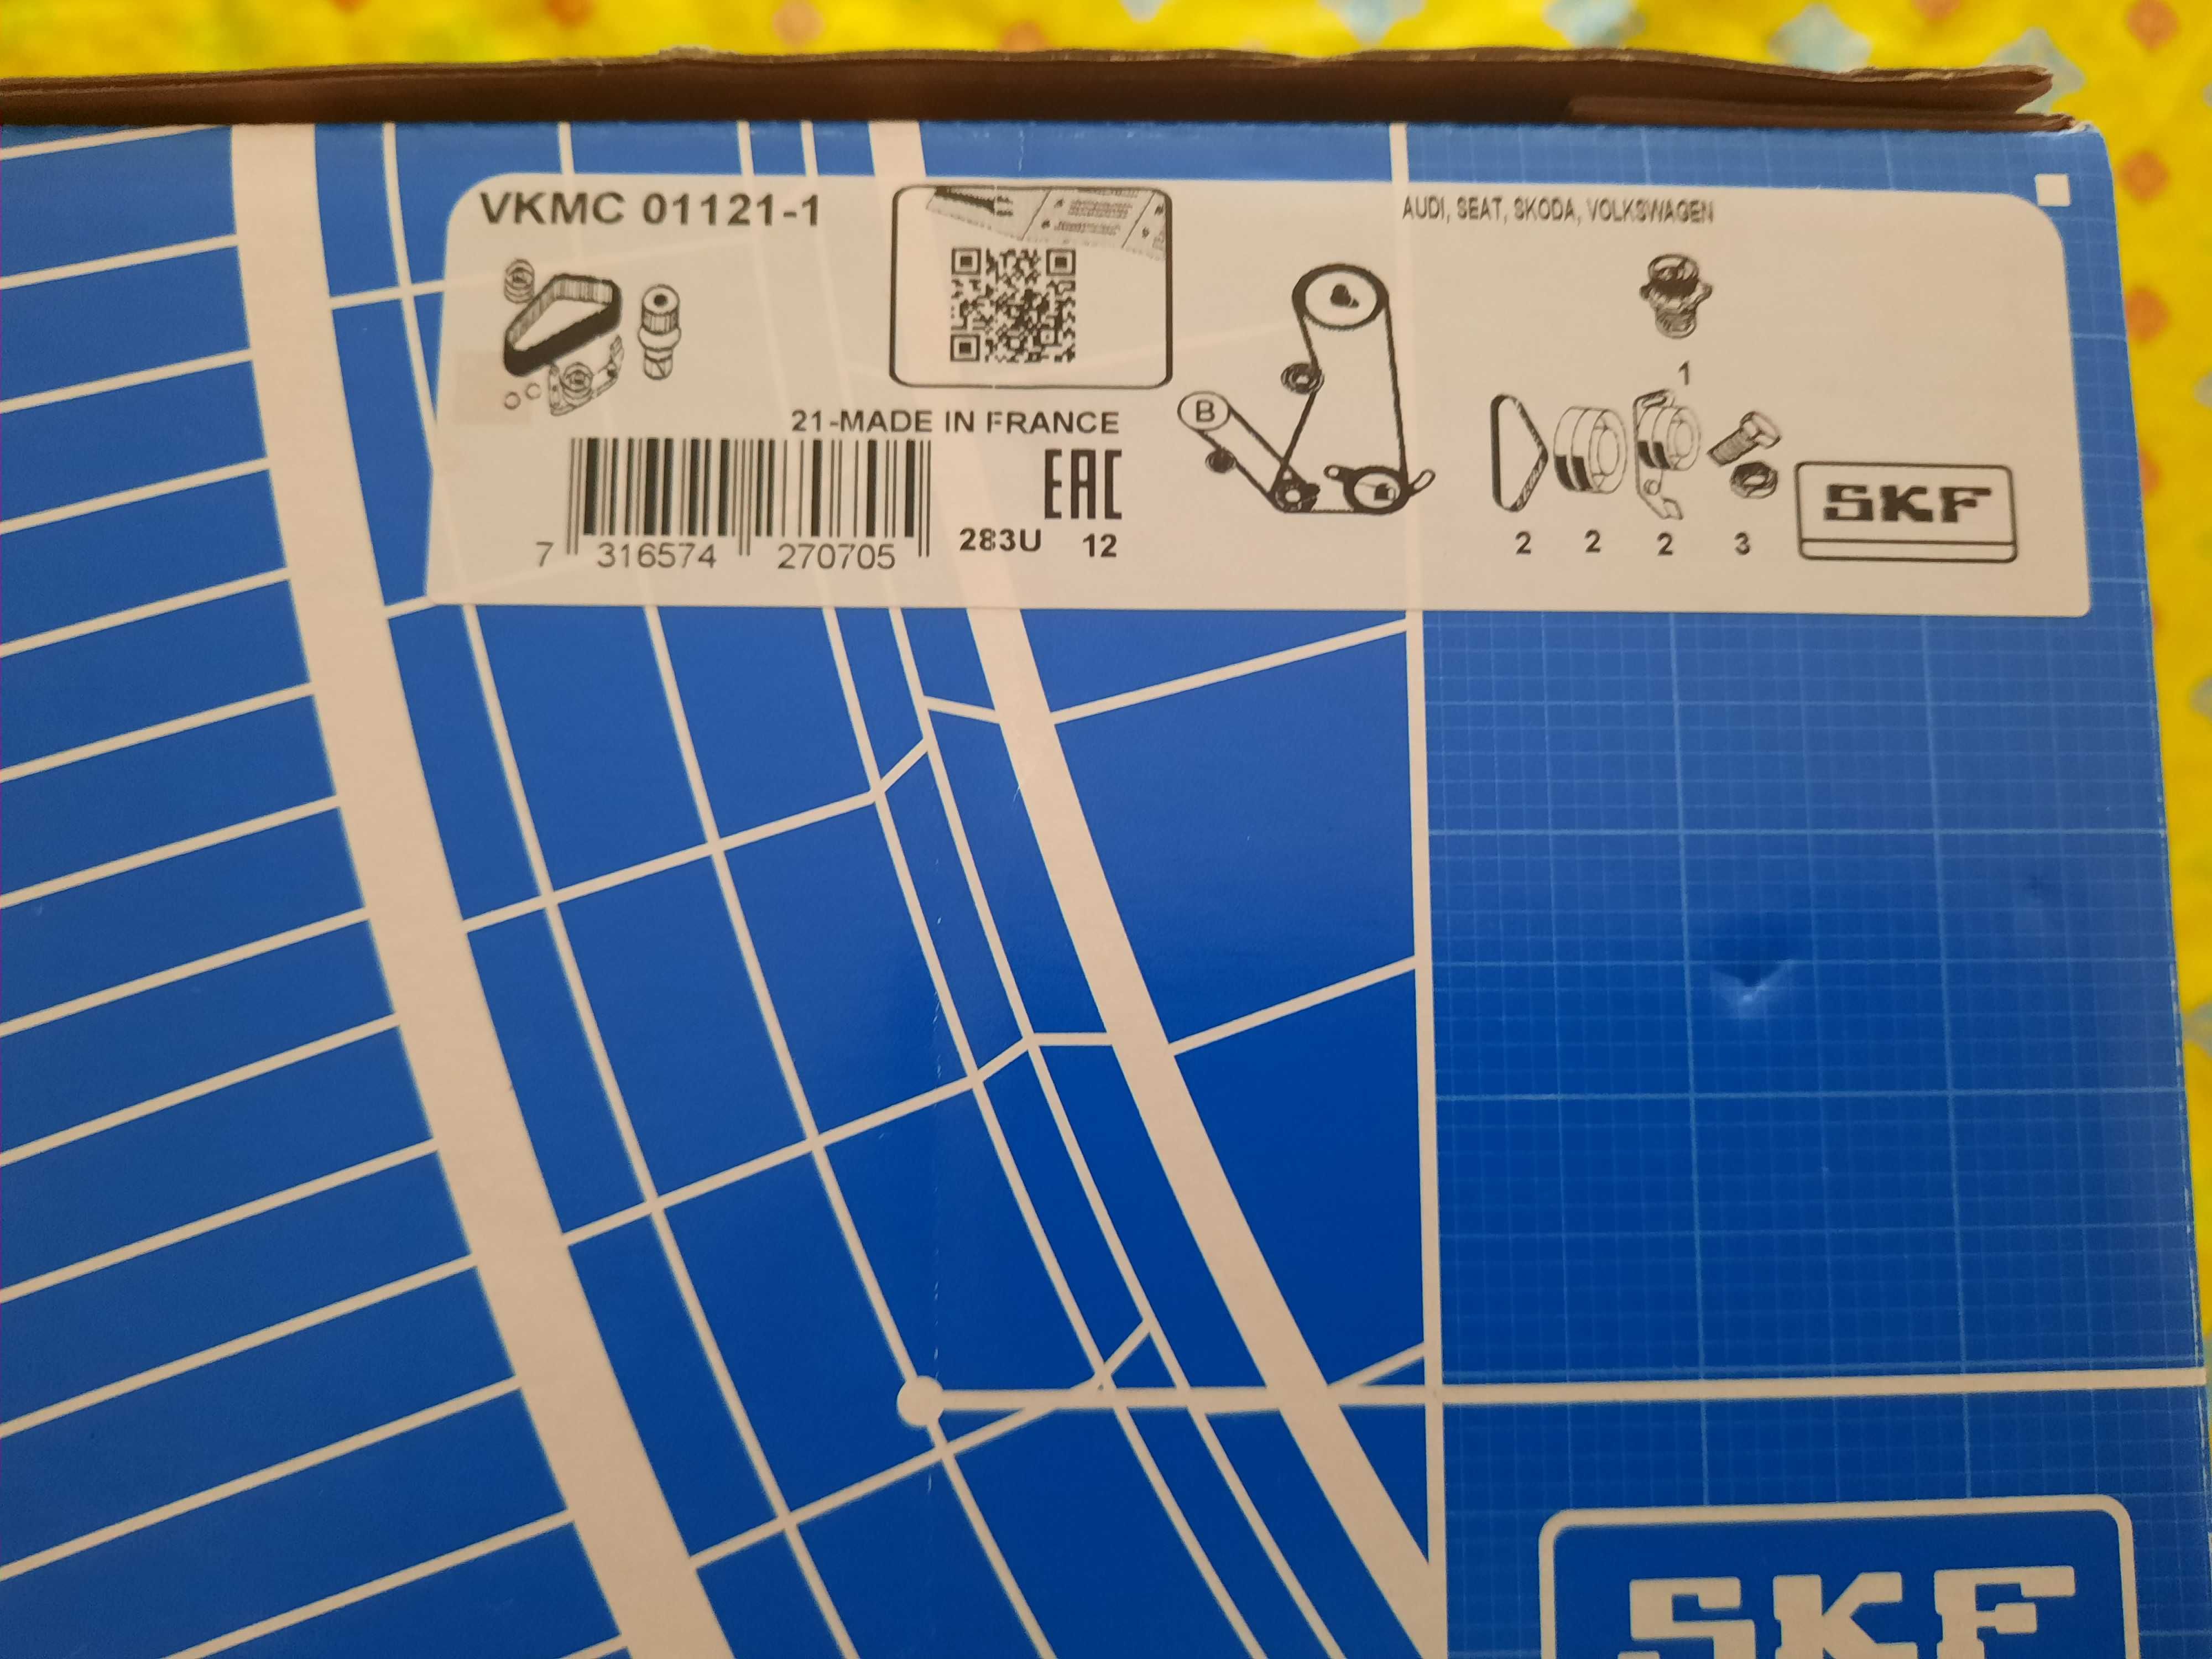 VKMC 01121-1
AUDI, SEAT, SKODA, VOLKSWAGEN
1
B
21-MADE IN FRANCE
EAC
283U 12
7 316574 270705
2 2 2 3
SKF
SKF